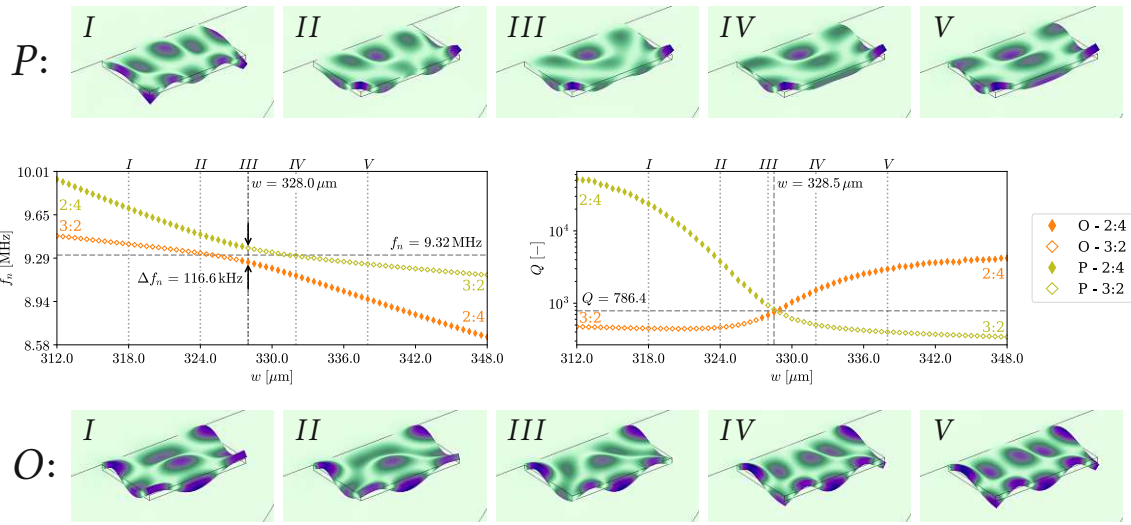 P:
I
II
III
IV
V
I
II
III
IV
V
w = 328.0 μm
10.01
9.65
9.29
8.94
8.58
f_n [MHz]
2:4
3:2
f_n = 9.32 MHz
Δf_n = 116.6 kHz
3:2
2:4
312.0
318.0
324.0
330.0
336.0
342.0
348.0
w [μm]
I
II
III
IV
V
w = 328.5 μm
10^4
10^3
Q [−]
2:4
3:2
Q = 786.4
2:4
3:2
312.0
318.0
324.0
330.0
336.0
342.0
348.0
w [μm]
O - 2:4
O - 3:2
P - 2:4
P - 3:2
O:
I
II
III
IV
V